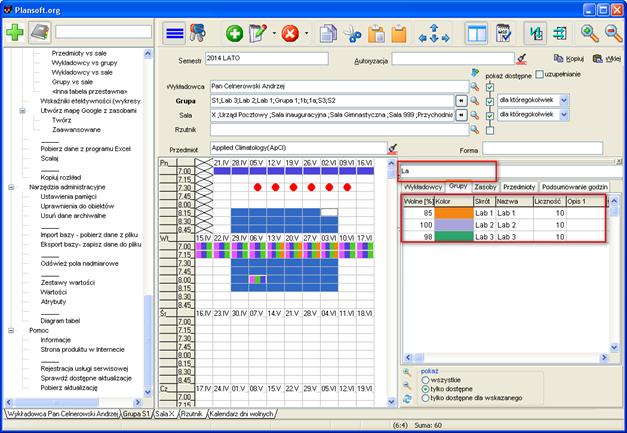 Plansoft.org
Przedmioty vs sale
Wykładowcy vs grupy
Wykładowcy vs sale
Grupy vs sale
<Inna tabela przestawna>
Wskaźniki efektywności (wykresy
Utwórz mapę Google z zasobami
Twórz
Zaawansowane
Pobierz dane z programu Excel
Scalaj
Kopiuj rozkład
Narzędzia administracyjne
Ustawienia pamięci
Uprawnienia do obiektów
Usuń dane archiwalne
Import bazy - pobierz dane z pliku
Eksport bazy- zapisz dane do pliku
Odśwież pola nadmiarowe
Zestawy wartości
Wartości
Atrybuty
Diagram tabel
Pomoc
Informacje
Strona produktu w Internecie
Rejestracja usługi serwisowej
Sprawdź dostępne aktualizacje
Pobierz aktualizację
Semestr 2014 LATO Autoryzacja Kopiuj Wklej
pokaż dostępne uzupełnianie
Wykładowca Pan Celnerowski Andrzej
Grupa S1;Lab 3;Lab 2;Lab 1;Grupa 1;1b;1a;S3;S2 dla któregokolwiek
Sala X ;Urząd Pocztowy ;Sala inauguracyjna ;Sala Gimnastyczna ;Sala 999 ;Przychodnie dla któregokolwiek
Rzutnik
Przedmiot Applied Climatology(ApCl) Forma
Pn 21.IV 28.IV 05.V 12.V 19.V 26.V 02.VI 09.VI 16.VI
7.00
7.15
7.30
7.45
8.00
8.15
8.30
8.45
Wt 15.IV 22.IV 29.IV 06.V 13.V 20.V 27.V 03.VI 10.VI 17.VI
7.00
7.15
7.30
7.45
8.00
8.15
8.30
8.45
Śr 16.IV 23.IV 30.IV 07.V 14.V 21.V 28.V 04.VI 11.VI 18.VI
7.00
7.15
7.30
7.45
8.00
8.15
8.30
8.45
Cz 17.IV 24.IV 01.V 08.V 15.V 22.V 29.V 05.VI 12.VI 19.VI
La
Wykładowcy Grupy Zasoby Przedmioty Podsumowanie godzin
Wolne [%] Kolor Skrót Nazwa Liczność Opis 1
85 Lab 1 Lab 1 10
100 Lab 2 Lab 2 10
98 Lab 3 Lab 3 10
pokaż
wszystkie
tylko dostępne
tylko dostępne dla wskazanego
Wykładowca Pan Celnerowski Andrzej Grupa S1 Sala X Rzutnik Kalendarz dni wolnych
(6:4) Suma: 60